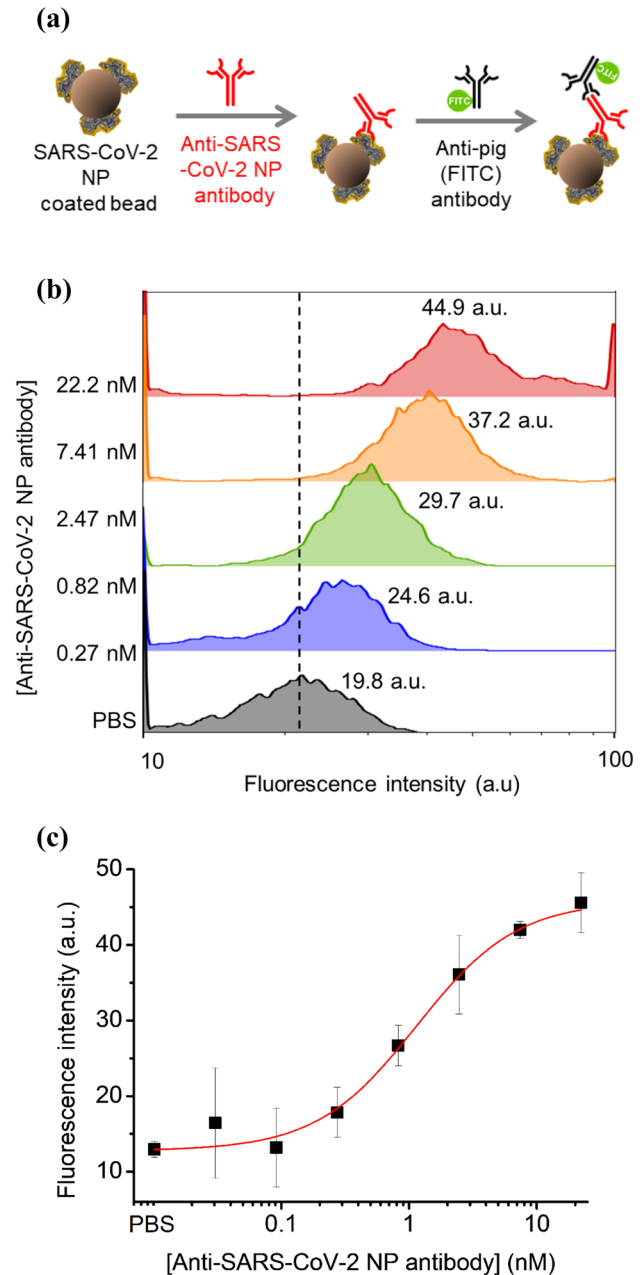 (a)
FITC
FITC
SARS-CoV-2
NP
coated bead
Anti-SARS
-CoV-2 NP
antibody
Anti-pig
(FITC)
antibody
(b)
[Anti-SARS-CoV-2 NP antibody]
22.2 nM
7.41 nM
2.47 nM
0.82 nM
0.27 nM
PBS
44.9 a.u.
37.2 a.u.
29.7 a.u.
24.6 a.u.
19.8 a.u.
10
100
Fluorescence intensity (a.u)
(c)
Fluorescence intensity (a.u.)
50
40
30
20
10
PBS
0.1
1
10
[Anti-SARS-CoV-2 NP antibody] (nM)